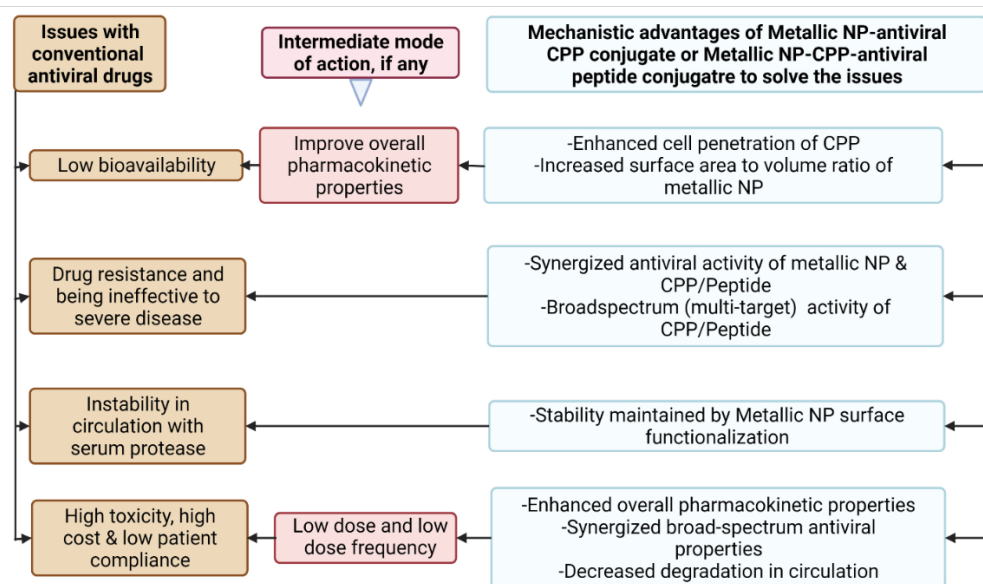 Issues with
conventional
antiviral drugs
Intermediate mode
of action, if any
Mechanistic advantages of Metallic NP-antiviral
CPP conjugate or Metallic NP-CPP-antiviral
peptide conjugatre to solve the issues
Low bioavailability
Improve overall
pharmacokinetic
properties
-Enhanced cell penetration of CPP
-Increased surface area to volume ratio of
metallic NP
Drug resistance and
being ineffective to
severe disease
-Synergized antiviral activity of metallic NP &
CPP/Peptide
-Broadspectrum (multi-target) activity of
CPP/Peptide
Instability in
circulation with
serum protease
-Stability maintained by Metallic NP surface
functionalization
High toxicity, high
cost & low patient
compliance
Low dose and low
dose frequency
-Enhanced overall pharmacokinetic properties
-Synergized broad-spectrum antiviral
properties
-Decreased degradation in circulation